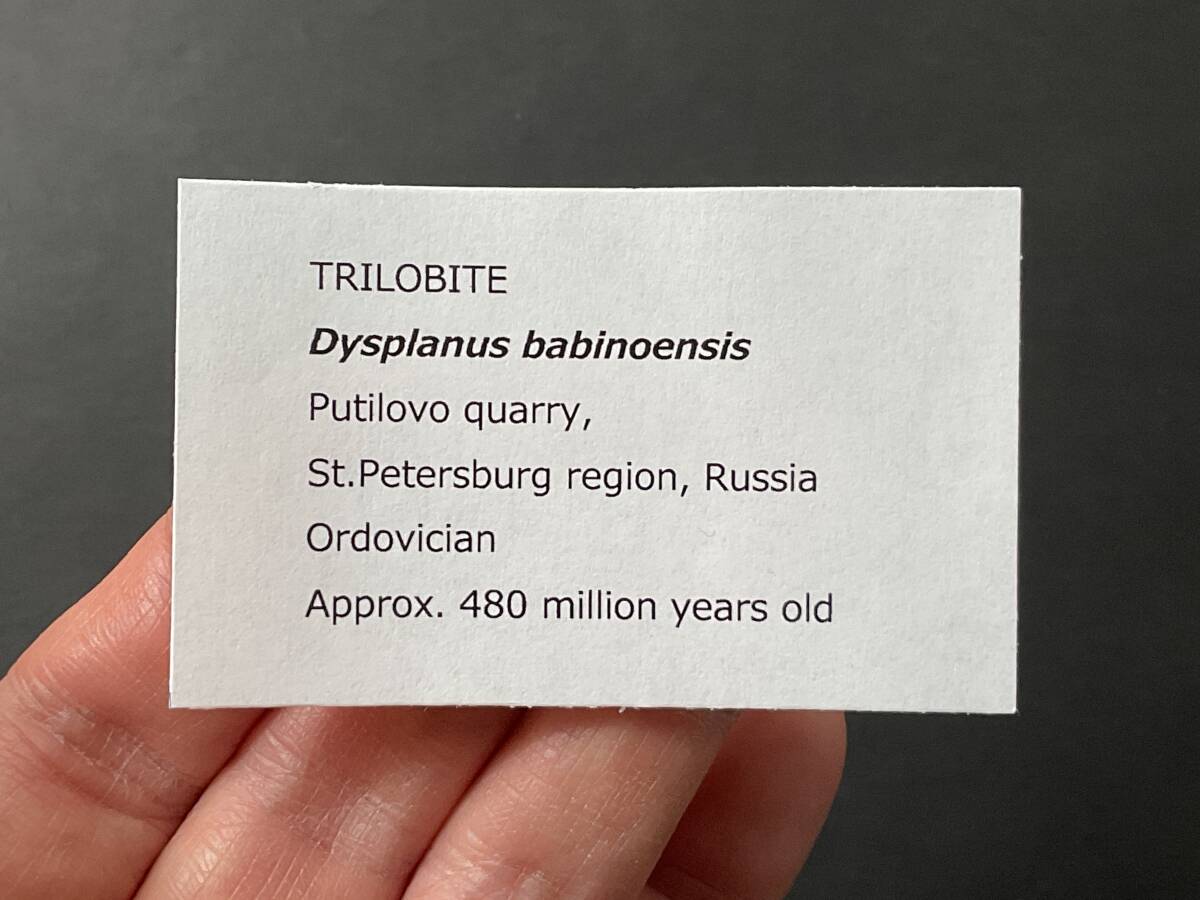 TRILOBITE
Dysplanus babinoensis
Putilovo quarry,
St.Petersburg region, Russia
Ordovician
Approx. 480 million years old